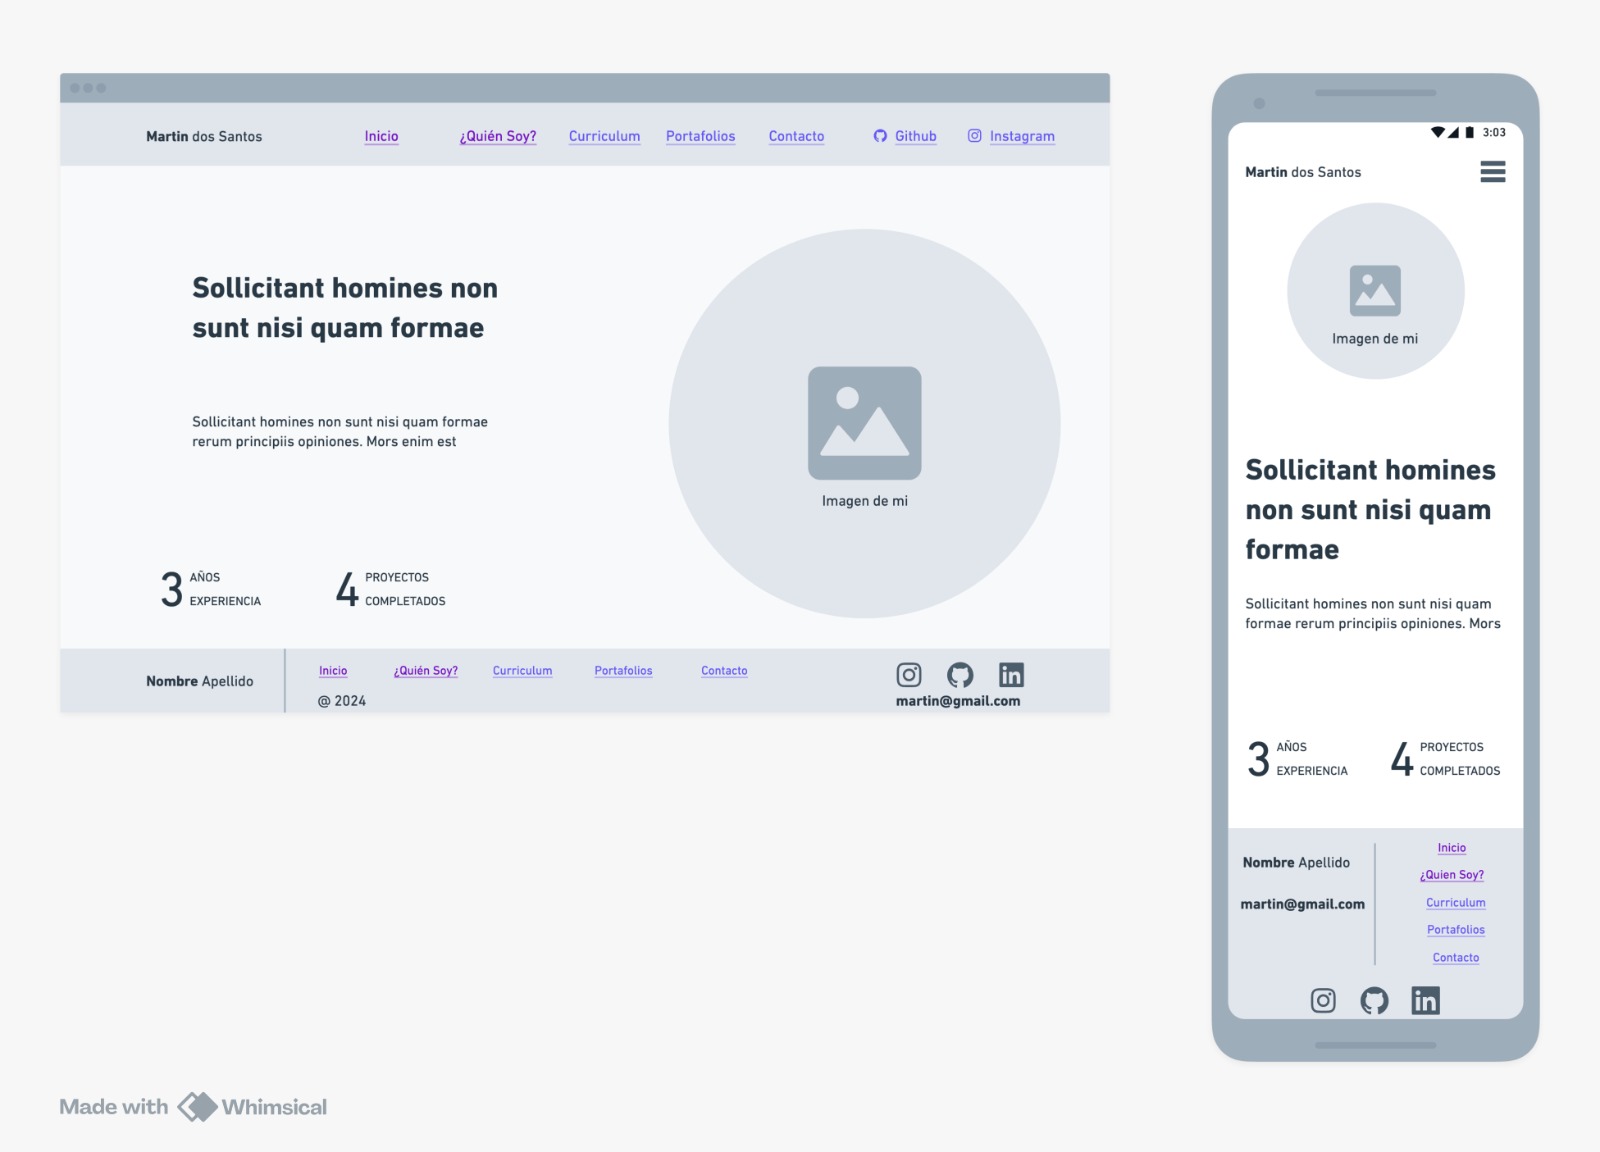 Martin dos Santos Inicio ¿Quién Soy? Curriculum Portafolios Contacto Github Instagram
Sollicitant homines non
sunt nisi quam formae
Sollicitant homines non sunt nisi quam formae
rerum principiis opiniones. Mors enim est
Imagen de mi
3 AÑOS
EXPERIENCIA
4 PROYECTOS
COMPLETADOS
Nombre Apellido
Inicio ¿Quién Soy? Curriculum Portafolios Contacto
@ 2024
in
martin@gmail.com
3:03
Martin dos Santos
Imagen de mi
Sollicitant homines
non sunt nisi quam
formae
Sollicitant homines non sunt nisi quam
formae rerum principiis opiniones. Mors
3 AÑOS
EXPERIENCIA
4 PROYECTOS
COMPLETADOS
Nombre Apellido
martin@gmail.com
Inicio
¿Quien Soy?
Curriculum
Portafolios
Contacto
in
Made with Whimsical